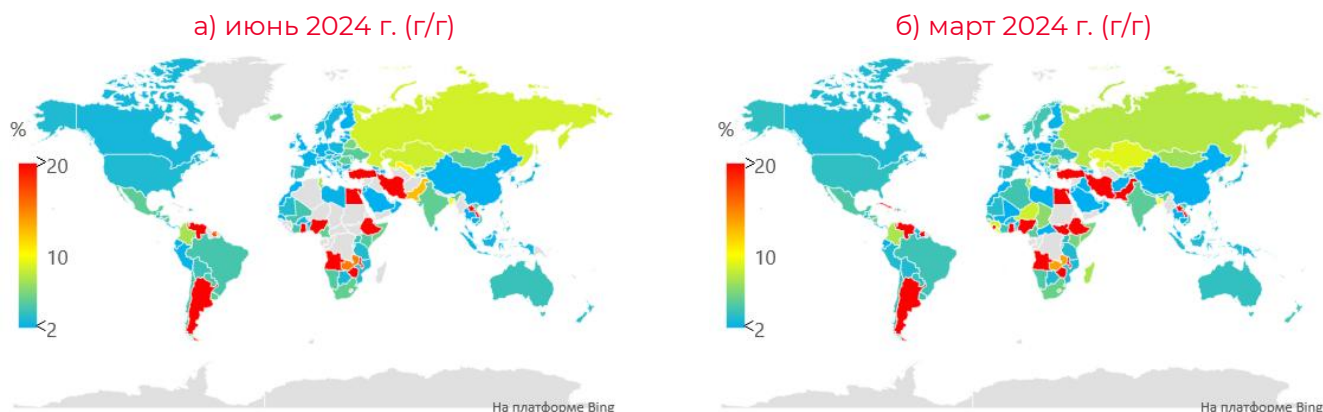 а) июнь 2024 г. (г/г)
%
>20
10
<2
На платформе Bing
б) март 2024 г. (г/г)
%
>20
10
<2
На платформе Bing